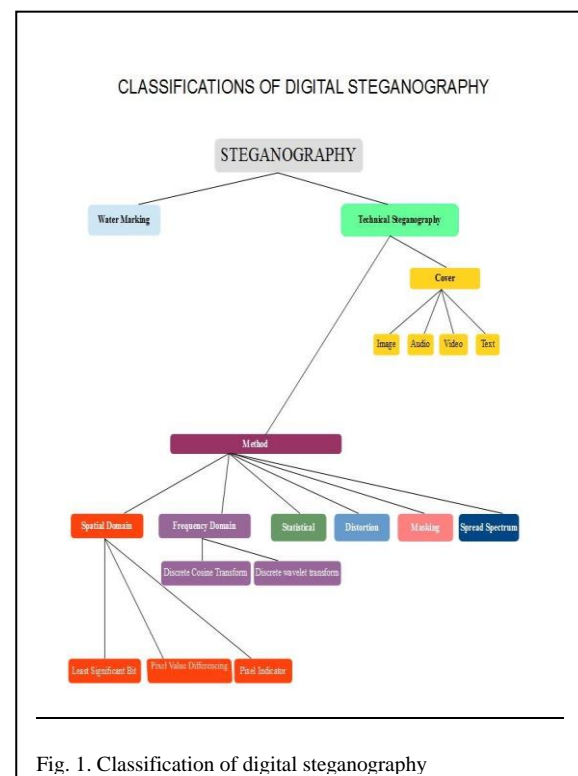 CLASSIFICATIONS OF DIGITAL STEGANOGRAPHY
STEGANOGRAPHY
Water Marking
Technical Steganography
Cover
Image
Audio
Video
Text
Method
Spatial Domain
Frequency Domain
Statistical
Distortion
Masking
Spread Spectrum
Discrete Cosine Transform
Discrete wavelet transform
Least Significant Bit
Pixel Value Differencing
Pixel Indicator
Fig. 1. Classification of digital steganography